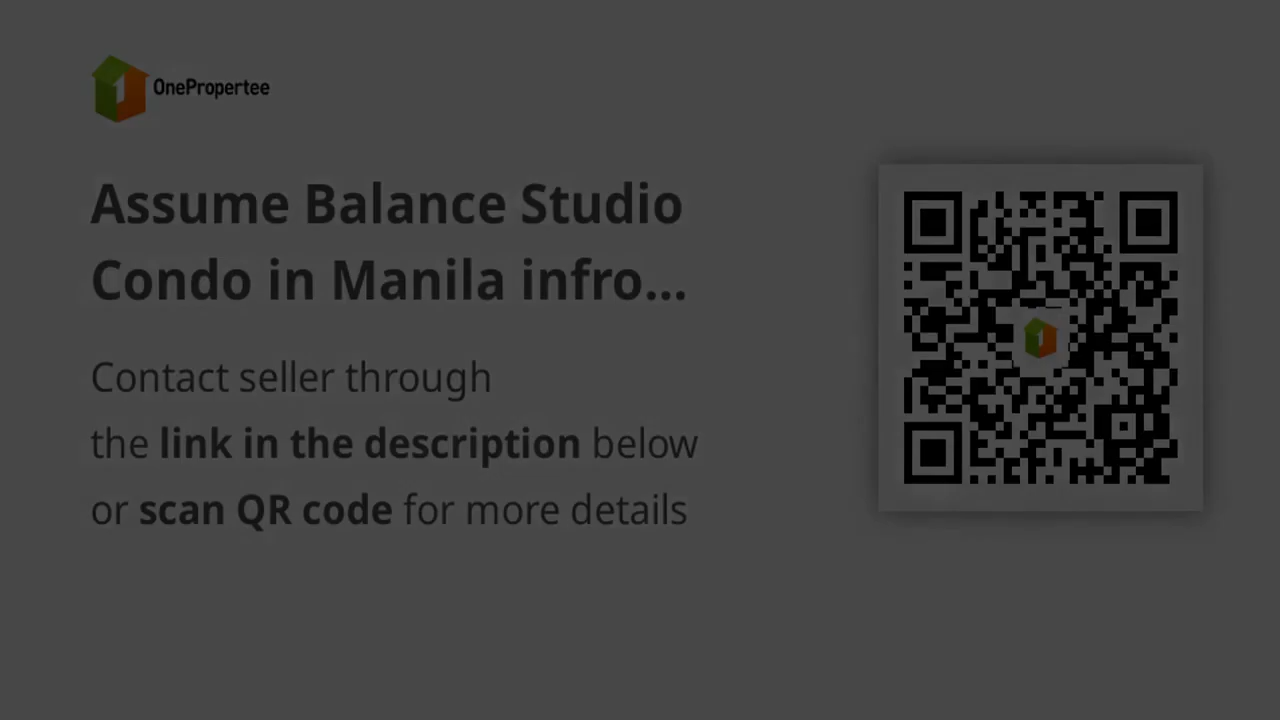 OnePropertee
Assume Balance Studio
Condo in Manila infro...
Contact seller through
the link in the description below
or scan QR code for more details